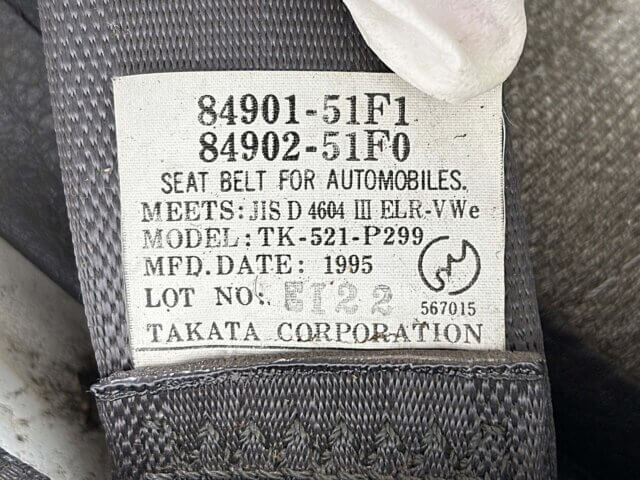 84901-51F1
84902-51F0
SEAT BELT FOR AUTOMOBILES.
MEETS: JIS D 4604 III ELR-VWe
MODEL: TK-521-P299
MFD. DATE: 1995
LOT NO.: EI22
567015
TAKATA CORPORATION